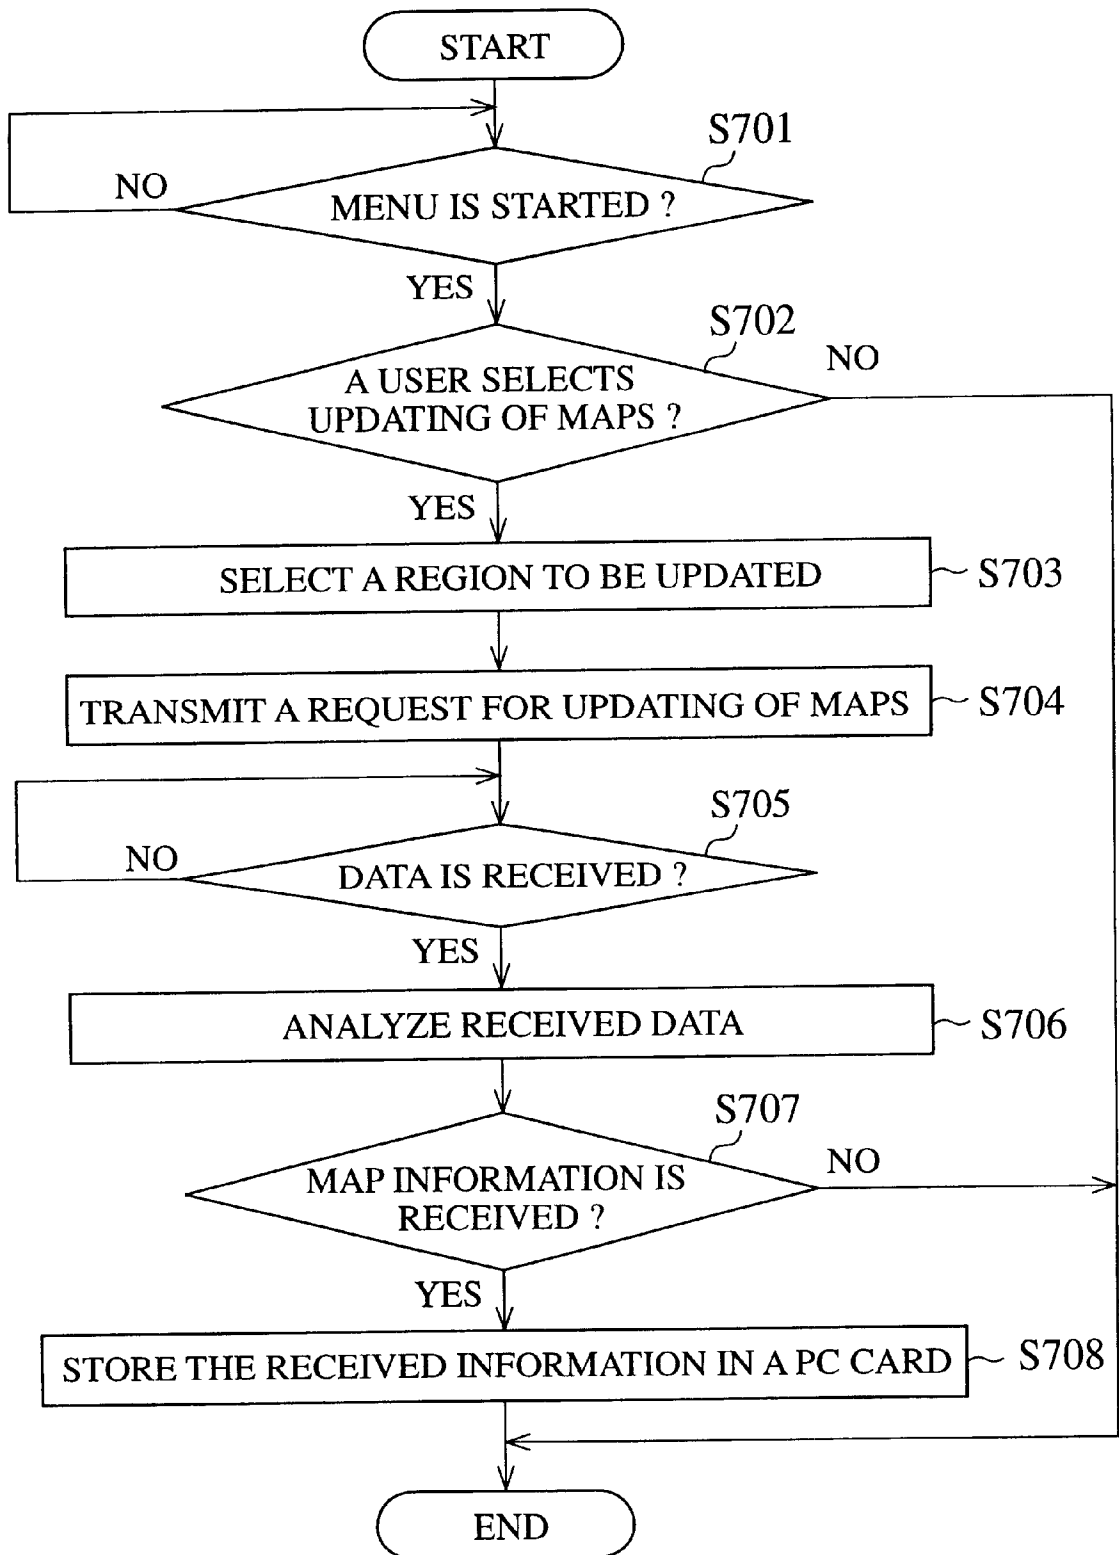 START
S701
NO
MENU IS STARTED ?
YES
S702
NO
A USER SELECTS
UPDATING OF MAPS ?
YES
SELECT A REGION TO BE UPDATED
S703
TRANSMIT A REQUEST FOR UPDATING OF MAPS
S704
S705
NO
DATA IS RECEIVED ?
YES
ANALYZE RECEIVED DATA
S706
S707
NO
MAP INFORMATION IS
RECEIVED ?
YES
STORE THE RECEIVED INFORMATION IN A PC CARD
S708
END